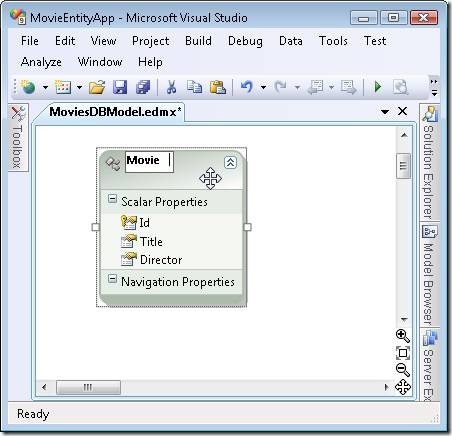 MovieEntityApp - Microsoft Visual Studio
File Edit View Project Build Debug Data Tools Test
Analyze Window Help
Toolbox
MoviesDBModel.edmx*
Movie
Scalar Properties
Id
Title
Director
Navigation Properties
Solution Explorer
Model Browser
Server Ex
Ready